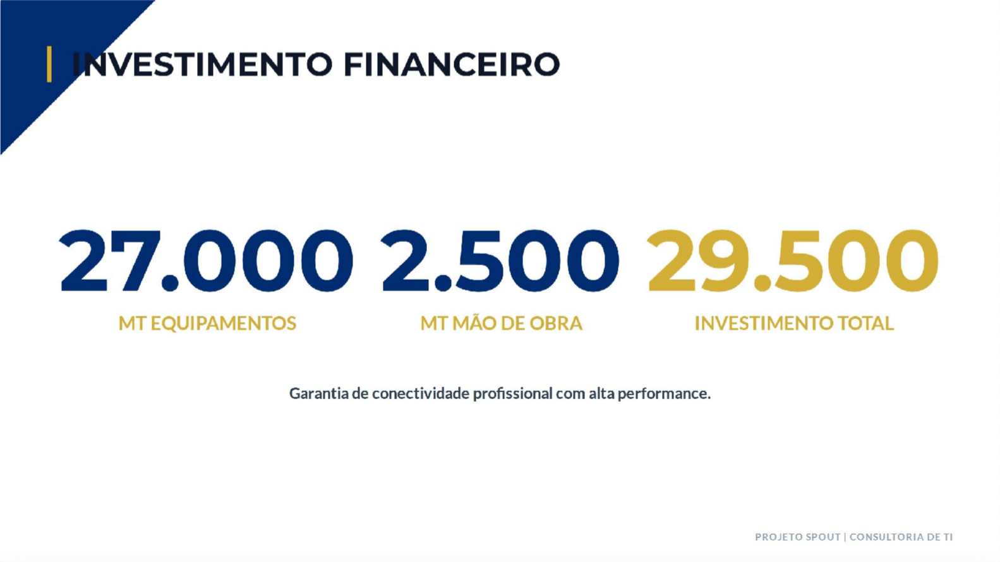 INVESTIMENTO FINANCEIRO
27.000 2.500 29.500
MT EQUIPAMENTOS MT MÃO DE OBRA INVESTIMENTO TOTAL
Garantia de conectividade profissional com alta performance.
PROJETO SPOUT | CONSULTORIA DE TI